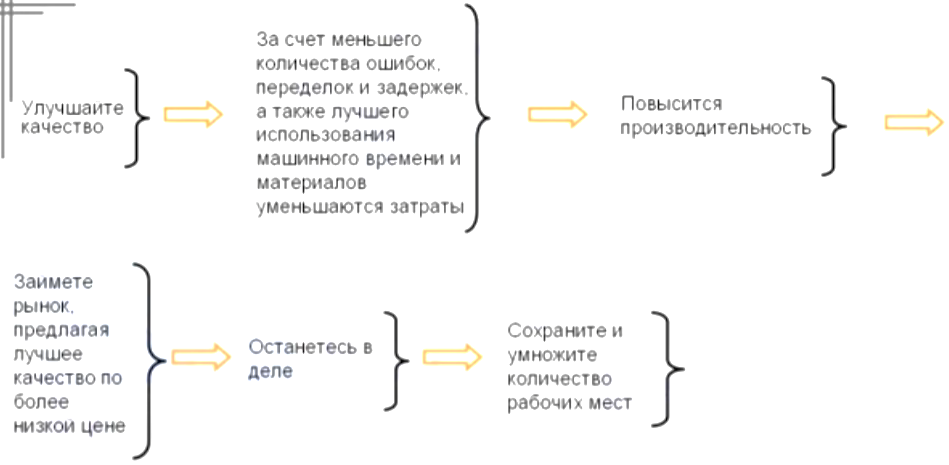 Улучшайте
качество
За счет меньшего
количества ошибок,
переделок и задержек,
а также лучшего
использования
машинного времени и
материалов
уменьшаются затраты
Повысится
производительность
Заимете
рынок,
предлагая
лучшее
качество по
более
низкой цене
Останетесь в
деле
Сохраните и
умножите
количество
рабочих мест